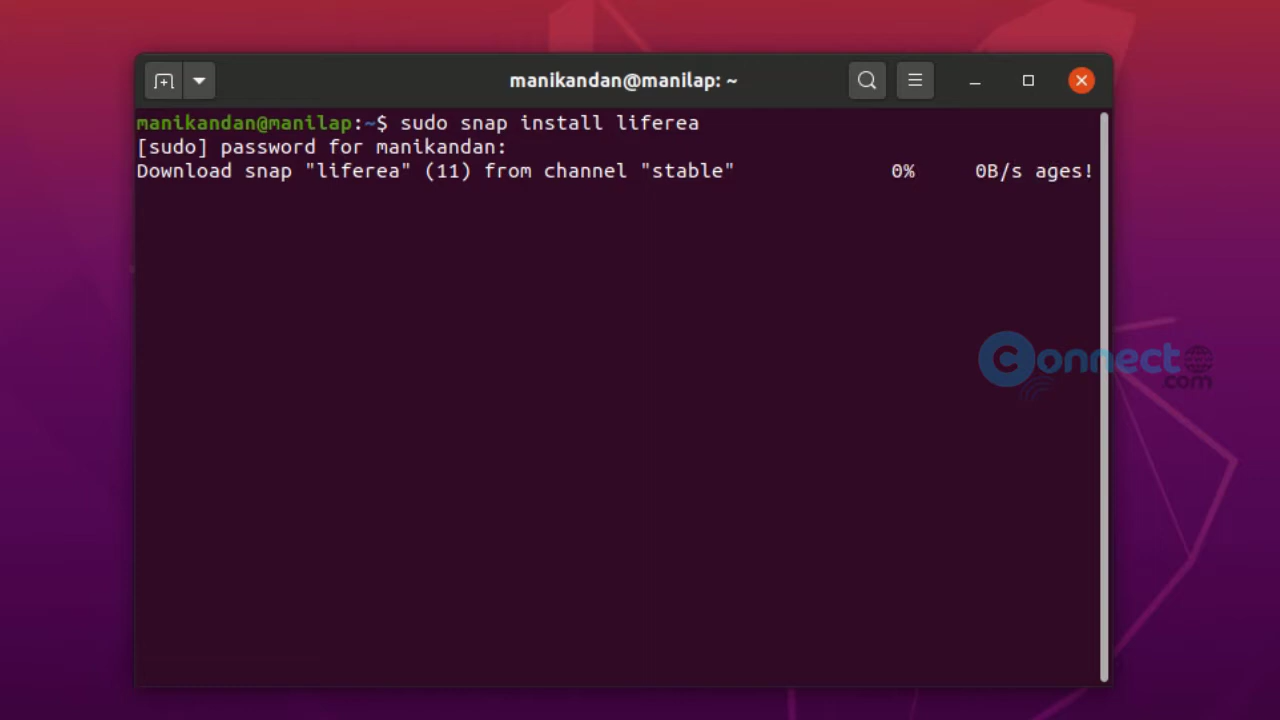 manikandan@manilap: ~
manikandan@manilap:~$ sudo snap install liferea
[sudo] password for manikandan:
Download snap "liferea" (11) from channel "stable" 0% 0B/s ages!
Connect
.com